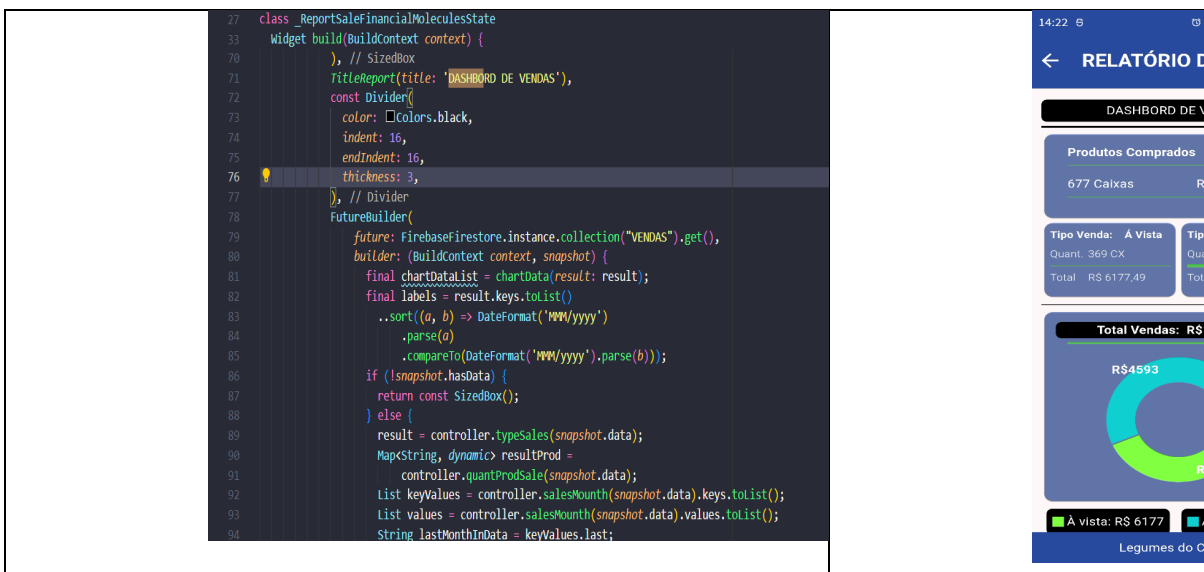 27 class _ReportSaleFinancialMoleculesState
33 Widget build(BuildContext context) {
70 ), // SizedBox
71 TitleReport(title: 'DASHBORD DE VENDAS'),
72 const Divider(
73 color: Colors.black,
74 indent: 16,
75 endIndent: 16,
76 thickness: 3,
77 ), // Divider
78 FutureBuilder(
79 future: FirebaseFirestore.instance.collection("VENDAS").get(),
80 builder: (BuildContext context, snapshot) {
81 final chartDataList = chartData(result: result);
82 final labels = result.keys.toList()
83 ..sort((a, b) => DateFormat('MMM/yyyy')
84 .parse(a)
85 .compareTo(DateFormat('MMM/yyyy').parse(b)));
86 if (!snapshot.hasData) {
87 return const SizedBox();
88 } else {
89 result = controller.typeSales(snapshot.data);
90 Map<String, dynamic> resultProd =
91 controller.quantProdSale(snapshot.data);
92 List keyValues = controller.salesMounth(snapshot.data).keys.toList();
93 List values = controller.salesMounth(snapshot.data).values.toList();
94 String lastMonthInData = keyValues.last;
14:22
RELATÓRIO
DASHBORD DE
Produtos Comprados
677 Caixas
Tipo Venda: Á Vista
Quant. 369 CX
Total R$ 6177,49
Total Vendas: R$
R$4593
À vista: R$ 6177
Legumes do